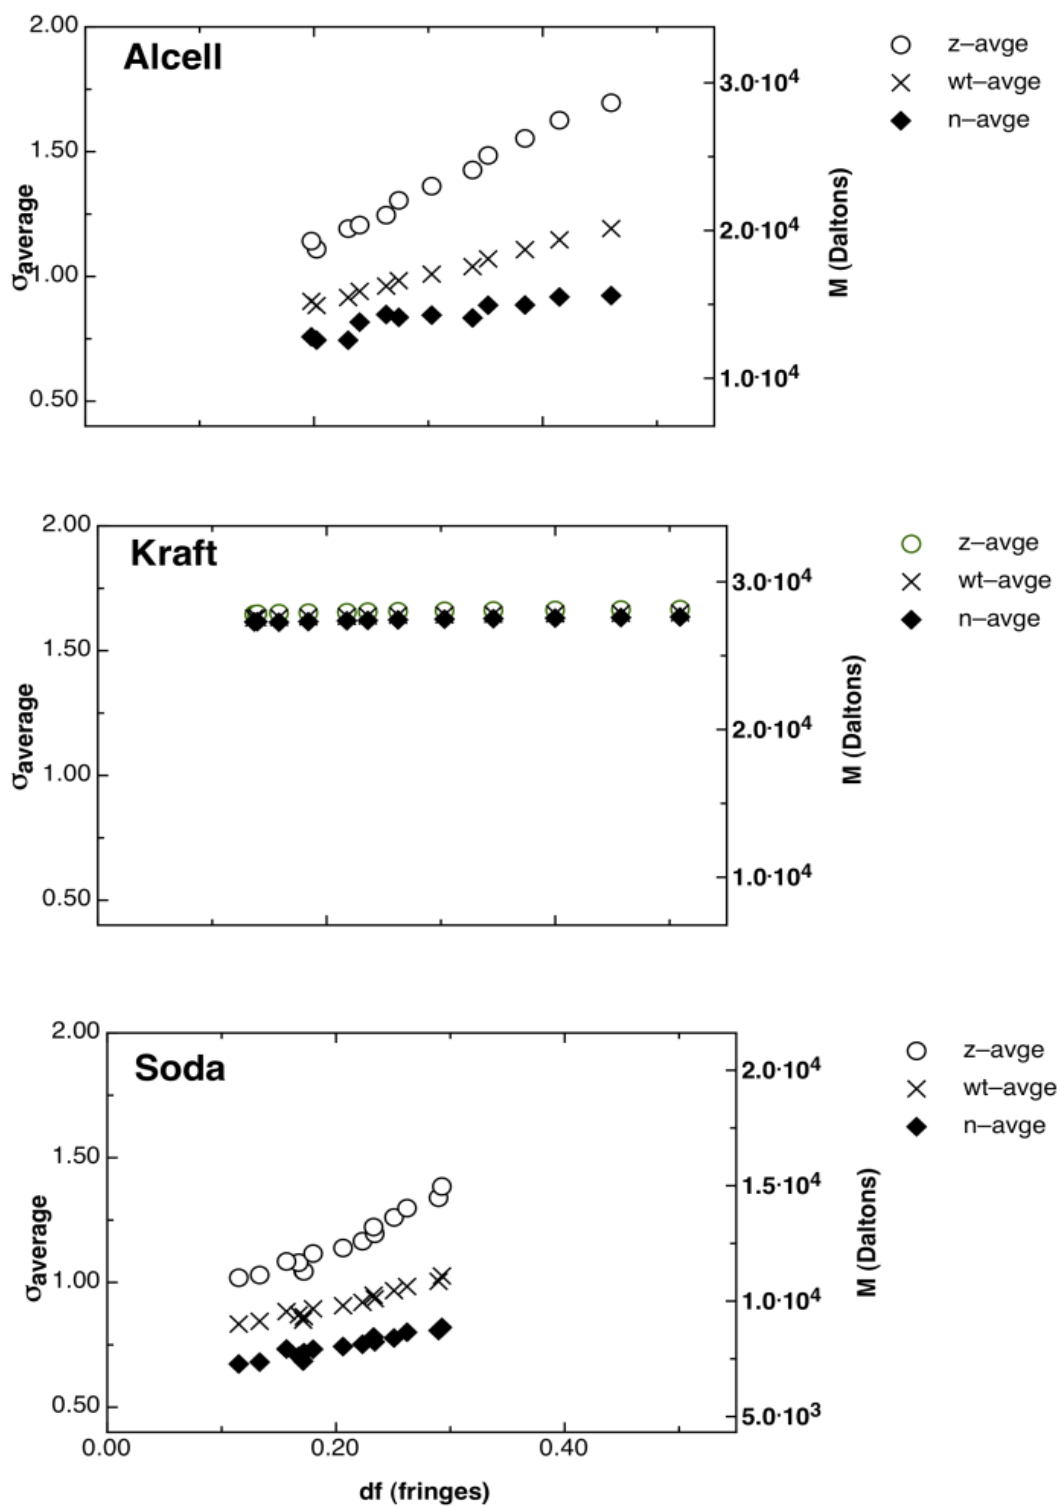 2.00
Alcell
z–avge
wt–avge
n–avge
3.0·10⁴
1.50
σaverage
2.0·10⁴
M (Daltons)
1.00
1.0·10⁴
0.50
2.00
Kraft
z–avge
wt–avge
n–avge
3.0·10⁴
1.50
σaverage
2.0·10⁴
M (Daltons)
1.00
1.0·10⁴
0.50
2.00
Soda
z–avge
wt–avge
n–avge
2.0·10⁴
1.50
1.5·10⁴
σaverage
M (Daltons)
1.00
1.0·10⁴
0.50
5.0·10³
0.00 0.20 0.40
df (fringes)